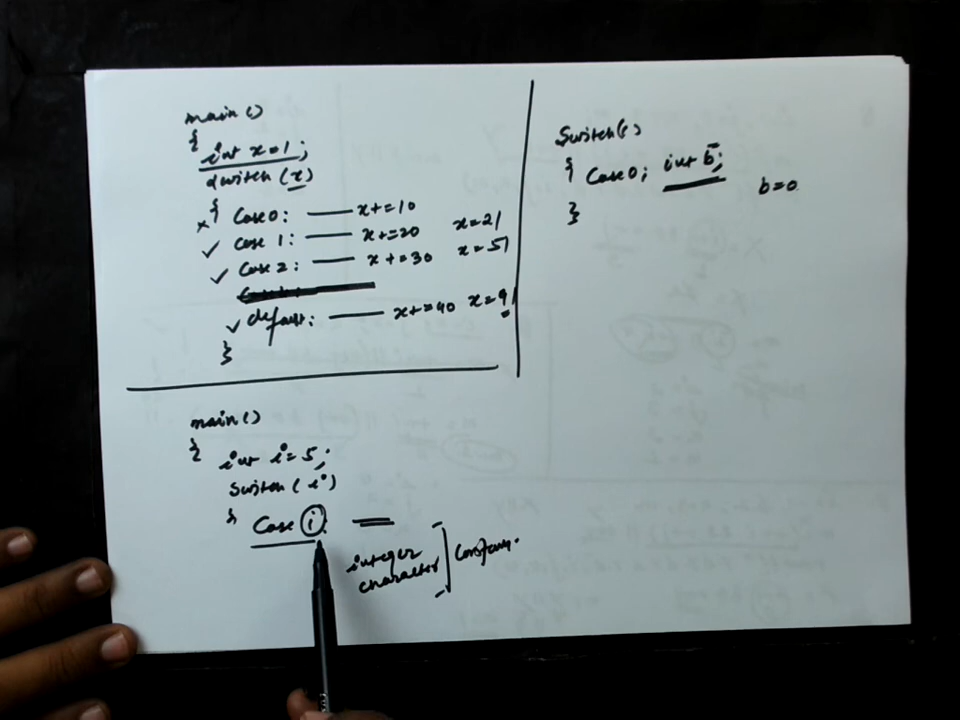 main()
{
int x=1;
switch (x)
{ Case 0: x+=10
Case 1: x+=20 x=21
Case 2: x+=30 x=51
default: x+=40 x=91
}
Switch()
{ Case 0; int b;
b=0
}
main()
{
int i=5;
Switch( i )
{ Case i:
integer
character
Constant.